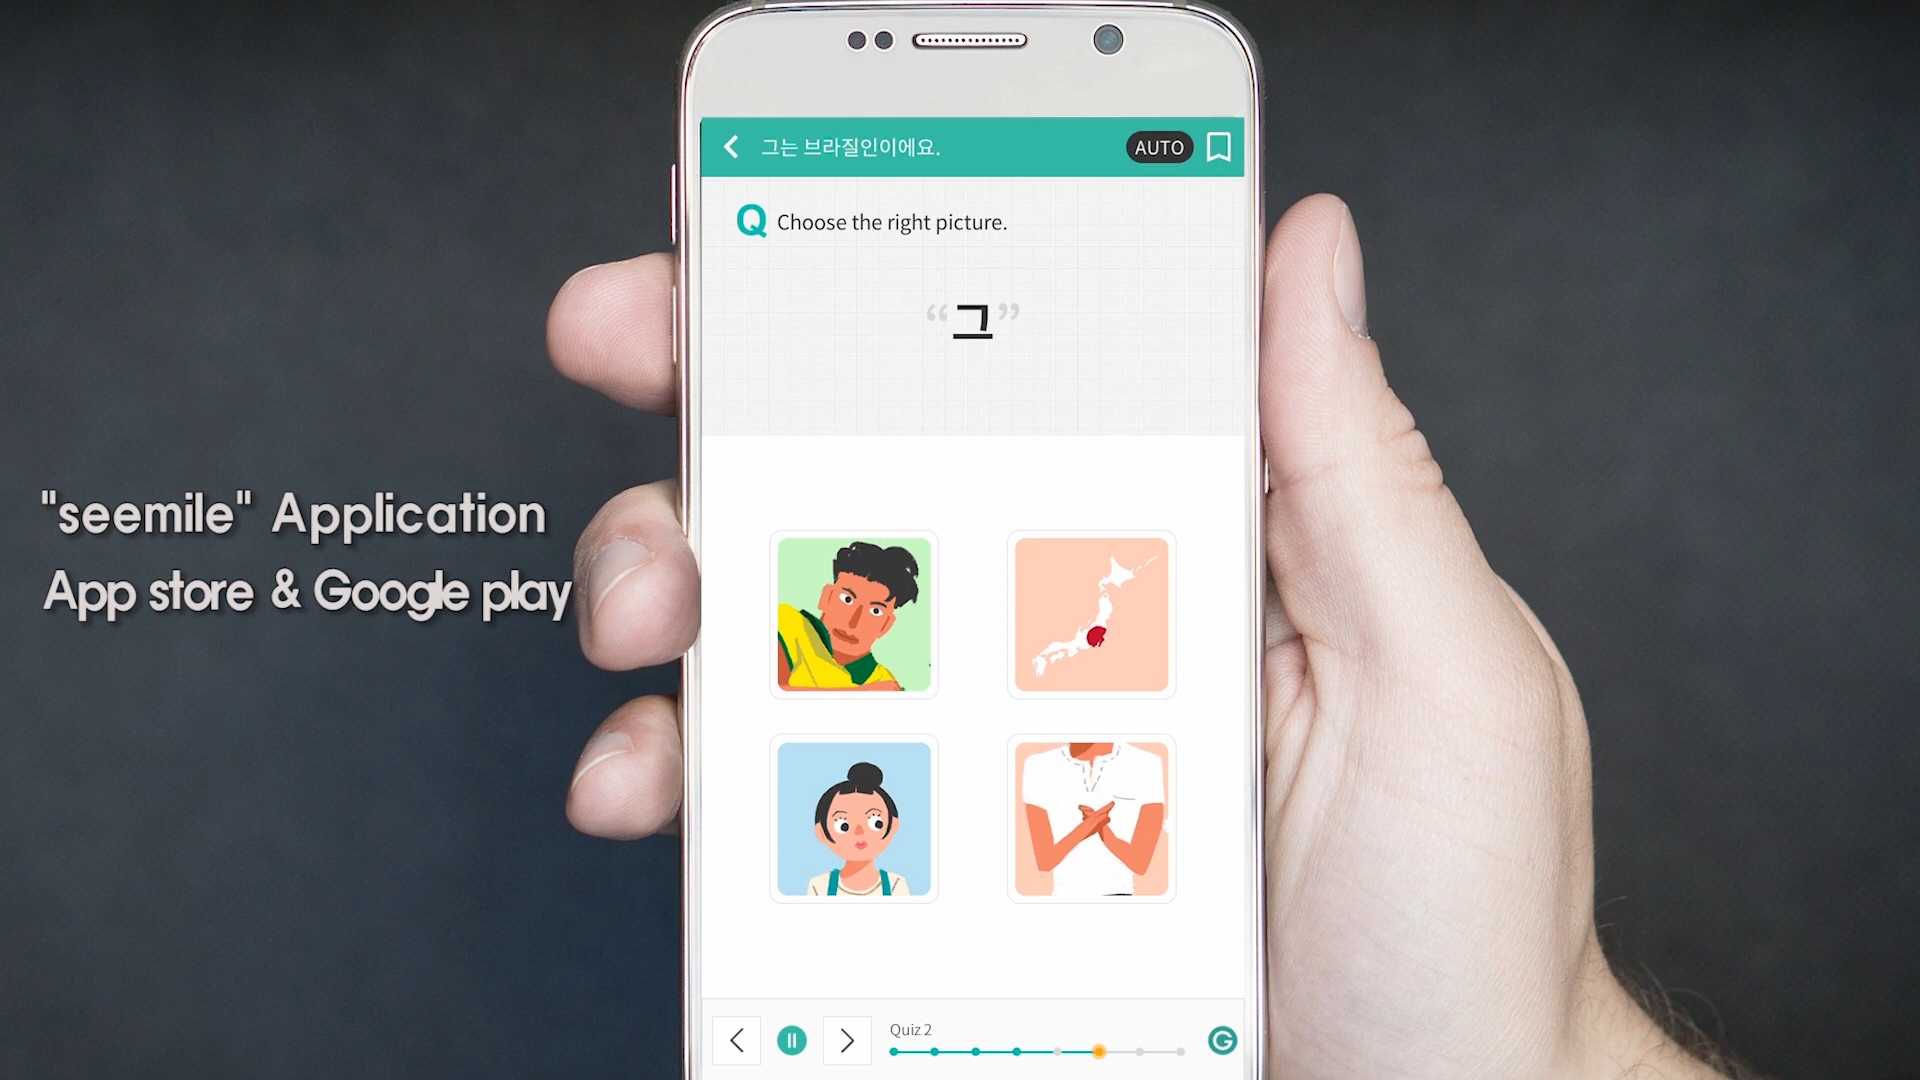 "seemile" Application
App store & Google play
그는 브라질인이에요.
AUTO
Q Choose the right picture.
“그”
Quiz 2
G